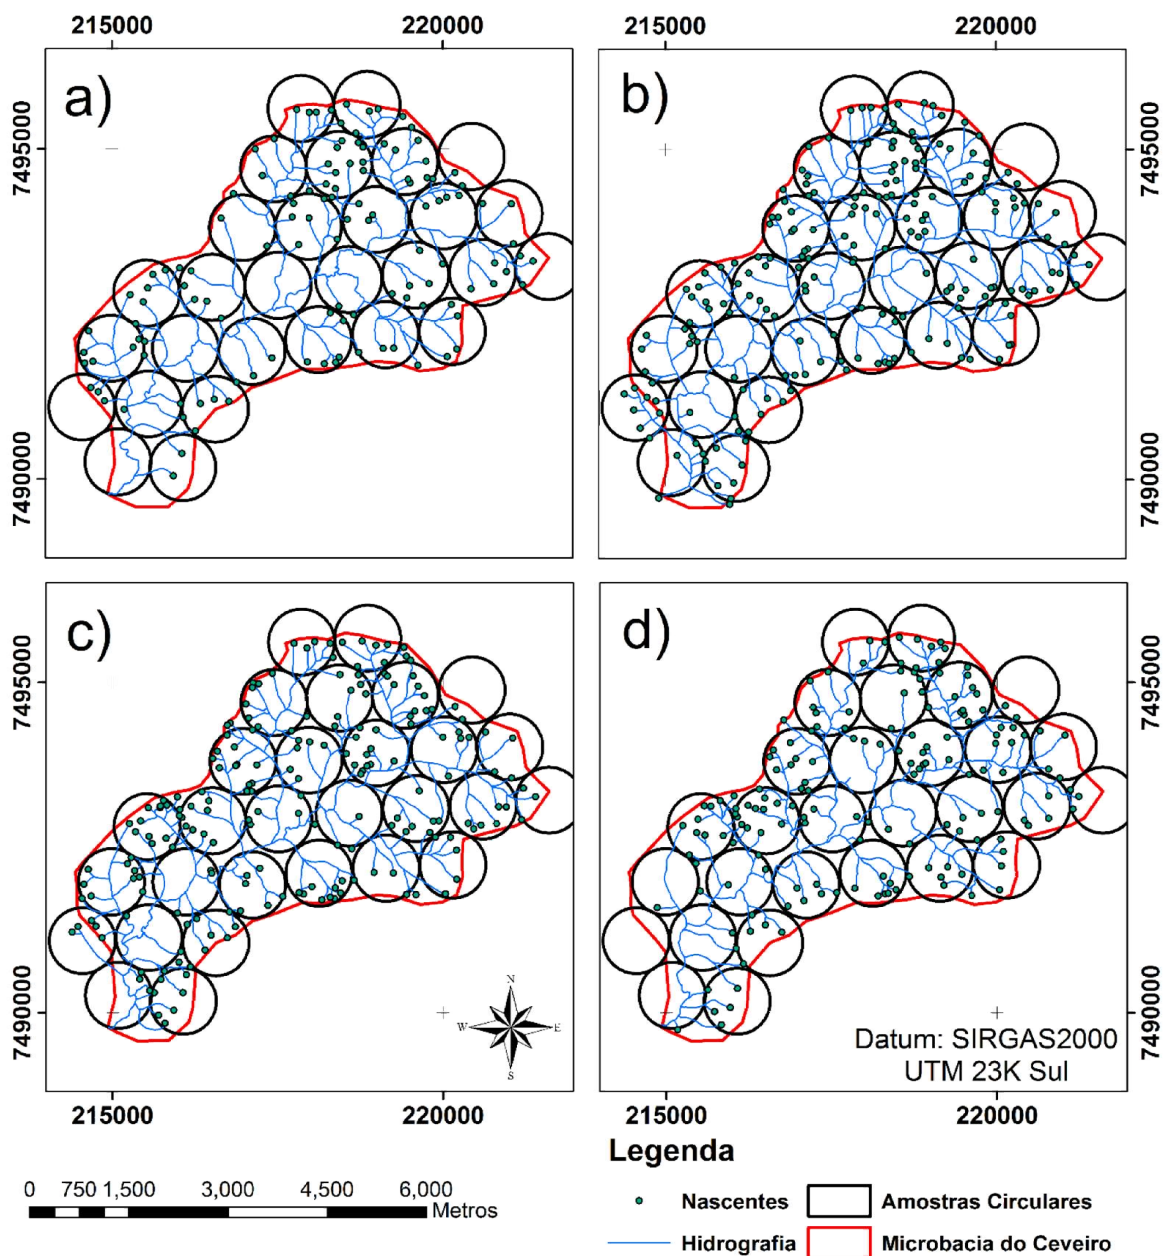 215000 220000 215000 220000
a) b)
7495000 7495000
7490000 7490000
c) d)
7495000 7495000
7490000 7490000
N
W E
S
Datum: SIRGAS2000
UTM 23K Sul
215000 220000 215000 220000
Legenda
0 750 1,500 3,000 4,500 6,000
Metros
Nascentes Amostras Circulares
Hidrografia Microbacia do Ceveiro